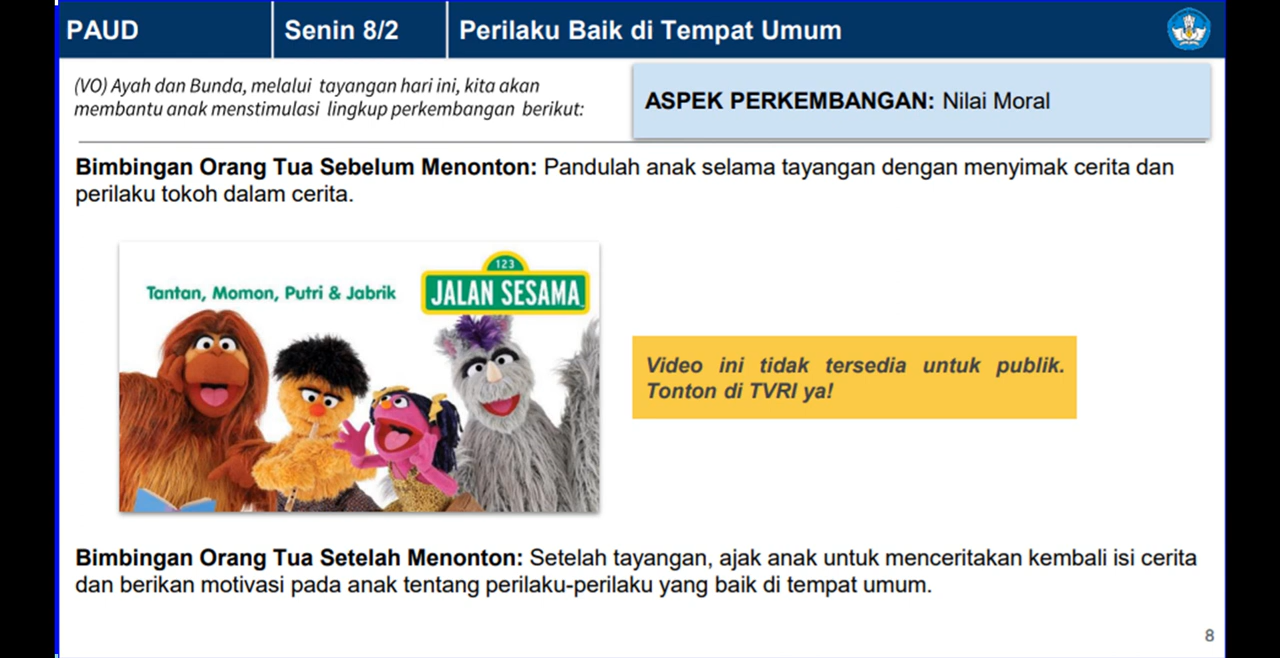 PAUD
Senin 8/2
Perilaku Baik di Tempat Umum
(VO) Ayah dan Bunda, melalui tayangan hari ini, kita akan
membantu anak menstimulasi lingkup perkembangan berikut:
ASPEK PERKEMBANGAN: Nilai Moral
Bimbingan Orang Tua Sebelum Menonton: Pandulah anak selama tayangan dengan menyimak cerita dan
perilaku tokoh dalam cerita.
123
Tantan, Momon, Putri & Jabrik
JALAN SESAMA
Video ini tidak tersedia untuk publik.
Tonton di TVRI ya!
Bimbingan Orang Tua Setelah Menonton: Setelah tayangan, ajak anak untuk menceritakan kembali isi cerita
dan berikan motivasi pada anak tentang perilaku-perilaku yang baik di tempat umum.
8